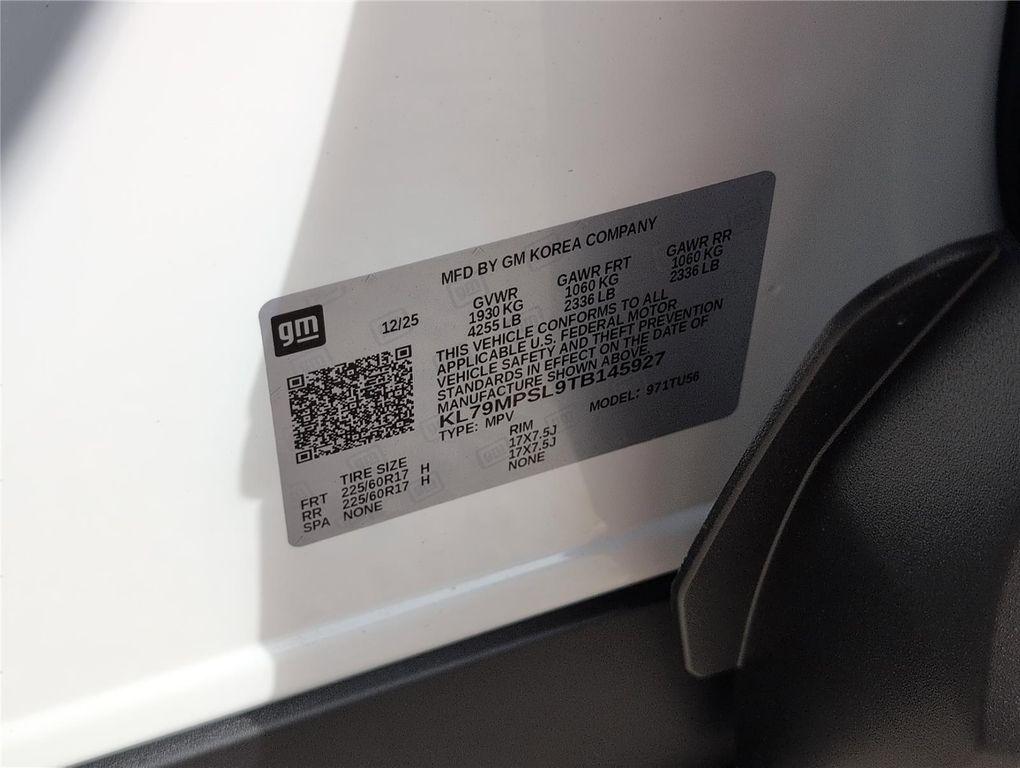 MFD BY GM KOREA COMPANY
gm
12/25
GVWR GAWR FRT GAWR RR
1930 KG 1060 KG 1060 KG
4255 LB 2336 LB 2336 LB
THIS VEHICLE CONFORMS TO ALL
APPLICABLE U.S. FEDERAL MOTOR
VEHICLE SAFETY AND THEFT PREVENTION
STANDARDS IN EFFECT ON THE DATE OF
MANUFACTURE SHOWN ABOVE.
KL79MPSL9TB145927
TYPE: MPV MODEL: 971TU56
TIRE SIZE RIM
FRT 225/60R17 H 17X7.5J
RR 225/60R17 H 17X7.5J
SPA NONE NONE